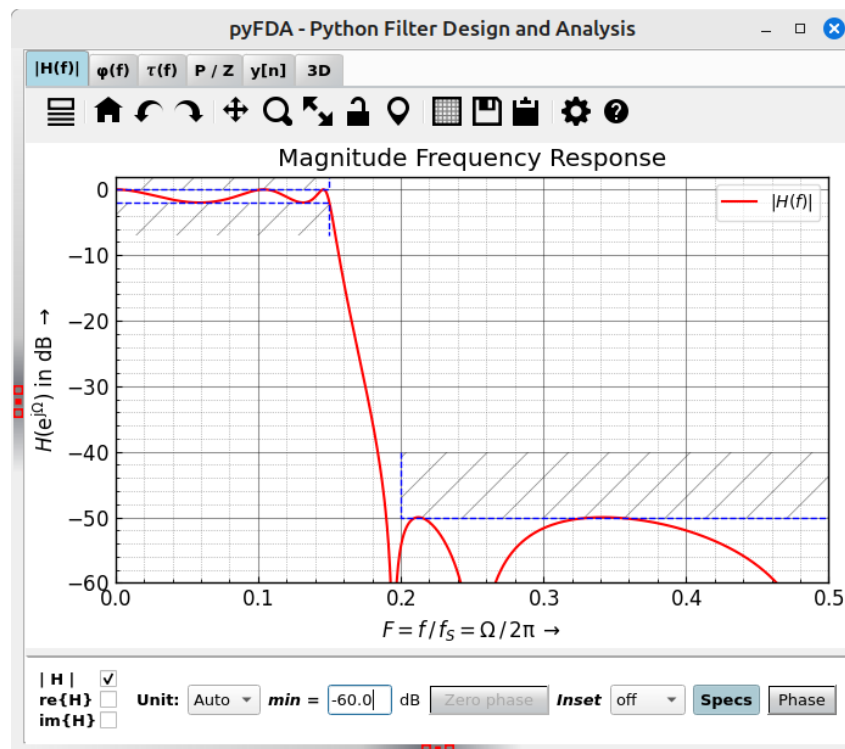 pyFDA - Python Filter Design and Analysis
|H(f)| φ(f) τ(f) P / Z y[n] 3D
Magnitude Frequency Response
|H(f)|
0
−10
−20
−30
−40
−50
−60
H(e^jΩ) in dB →
0.0 0.1 0.2 0.3 0.4 0.5
F = f / f_S = Ω / 2π →
| H |
re{H}
im{H}
Unit: Auto min = -60.0 dB Zero phase Inset off Specs Phase